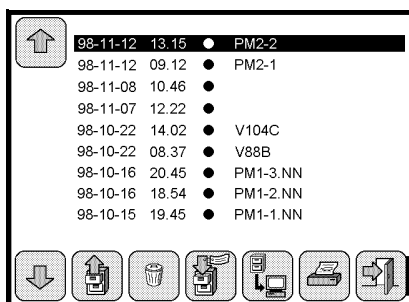 98-11-12 13.15 ● PM2-2
98-11-12 09.12 ● PM2-1
98-11-08 10.46 ●
98-11-07 12.22 ●
98-10-22 14.02 ● V104C
98-10-22 08.37 ● V88B
98-10-16 20.45 ● PM1-3.NN
98-10-16 18.54 ● PM1-2.NN
98-10-15 19.45 ● PM1-1.NN